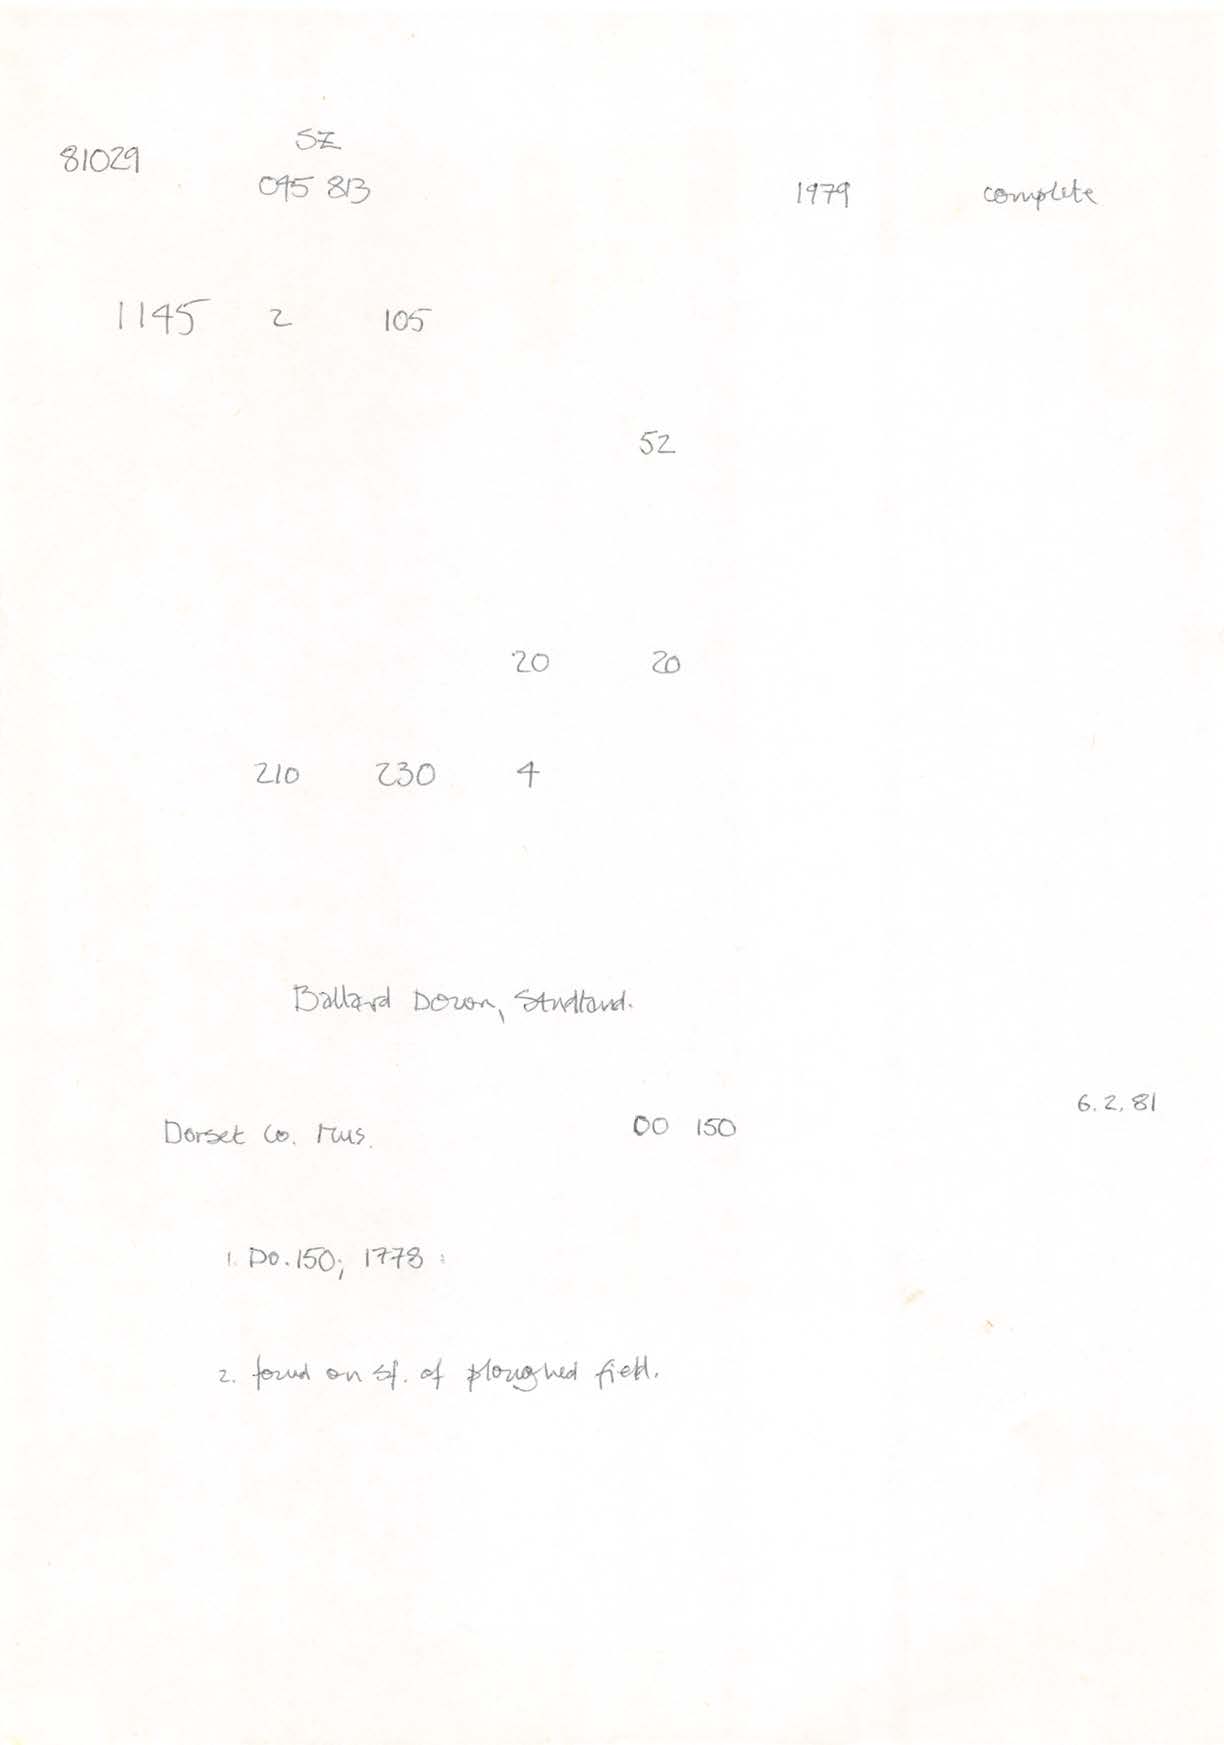 SZ
81029
045 813 1979 complete
1145 2 105
52
20 20
210 230 4
Ballard Down, Studland.
6.2.81
Dorset Co. Mus. DO 150
1. Do.150; 1778 :
2. found on sf. of ploughed field.